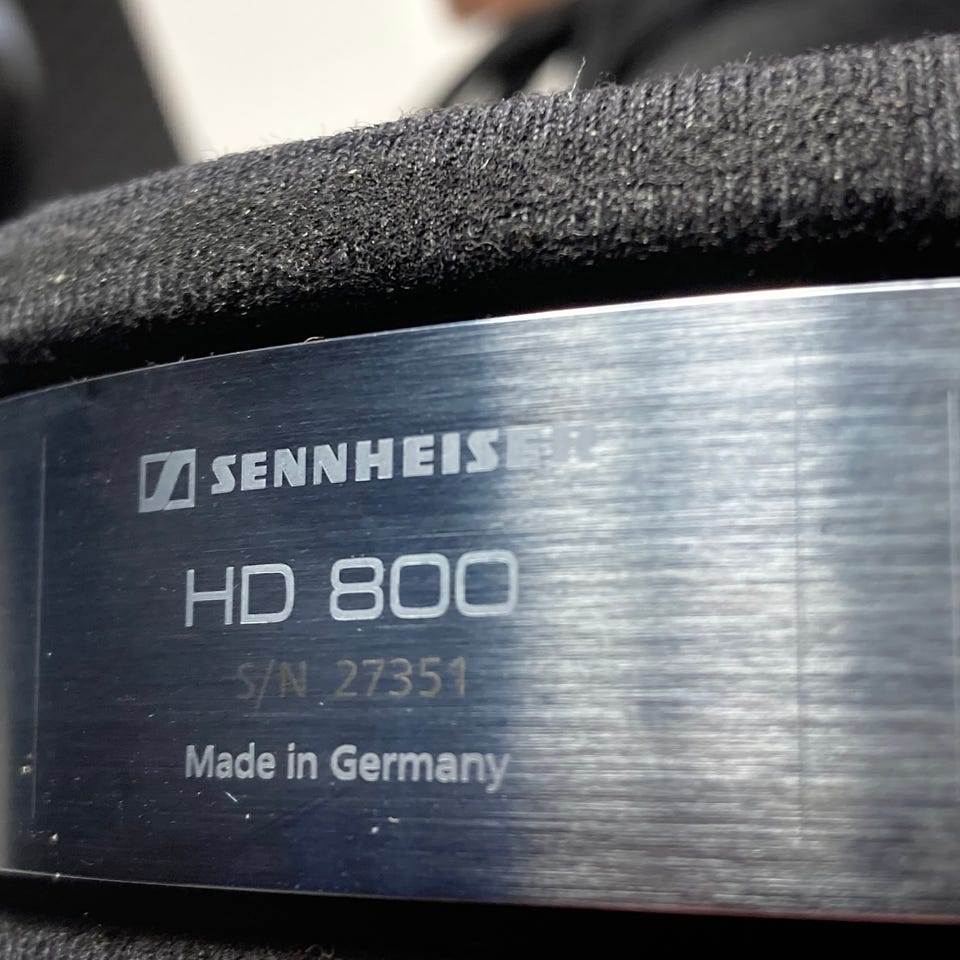 SENNHEISER
HD 800
S/N 27351
Made in Germany